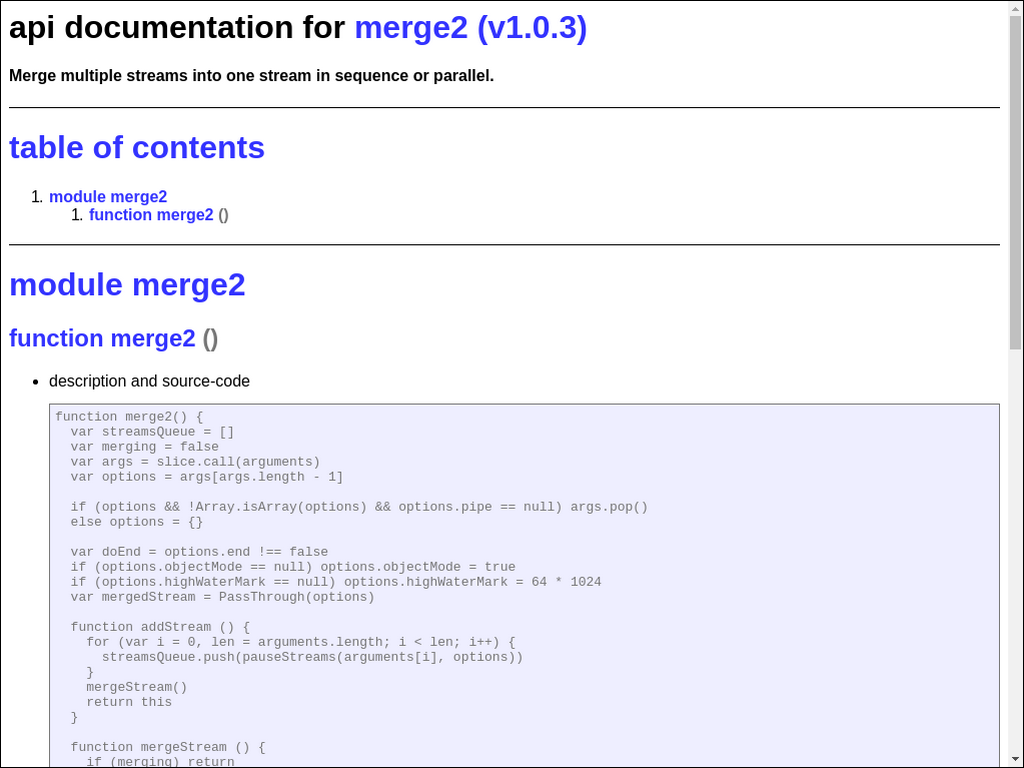 api documentation for merge2 (v1.0.3)
Merge multiple streams into one stream in sequence or parallel.
table of contents
1. module merge2
1. function merge2 ()
module merge2
function merge2 ()
• description and source-code
function merge2() {
  var streamsQueue = []
  var merging = false
  var args = slice.call(arguments)
  var options = args[args.length - 1]

  if (options && !Array.isArray(options) && options.pipe == null) args.pop()
  else options = {}

  var doEnd = options.end !== false
  if (options.objectMode == null) options.objectMode = true
  if (options.highWaterMark == null) options.highWaterMark = 64 * 1024
  var mergedStream = PassThrough(options)

  function addStream () {
    for (var i = 0, len = arguments.length; i < len; i++) {
      streamsQueue.push(pauseStreams(arguments[i], options))
    }
    mergeStream()
    return this
  }

  function mergeStream () {
    if (merging) return